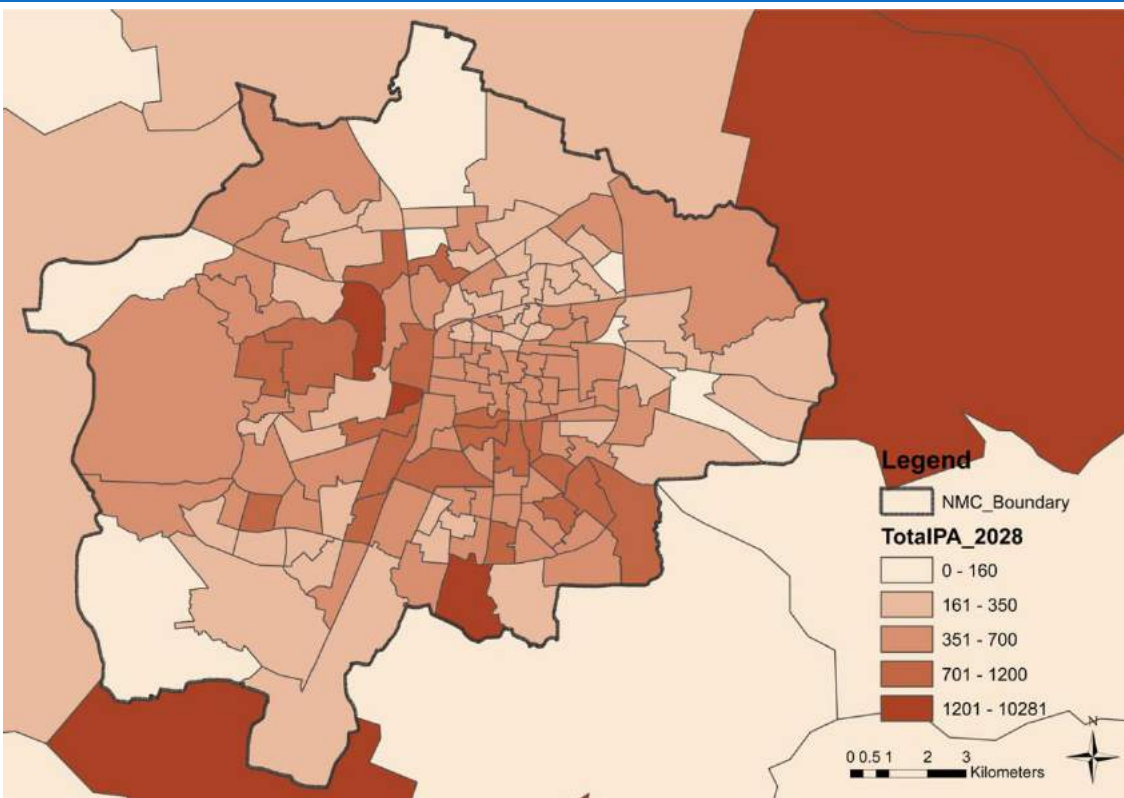 Legend
NMC_Boundary
TotalPA_2028
0 - 160
161 - 350
351 - 700
701 - 1200
1201 - 10281
N
0 0.5 1 2 3
Kilometers